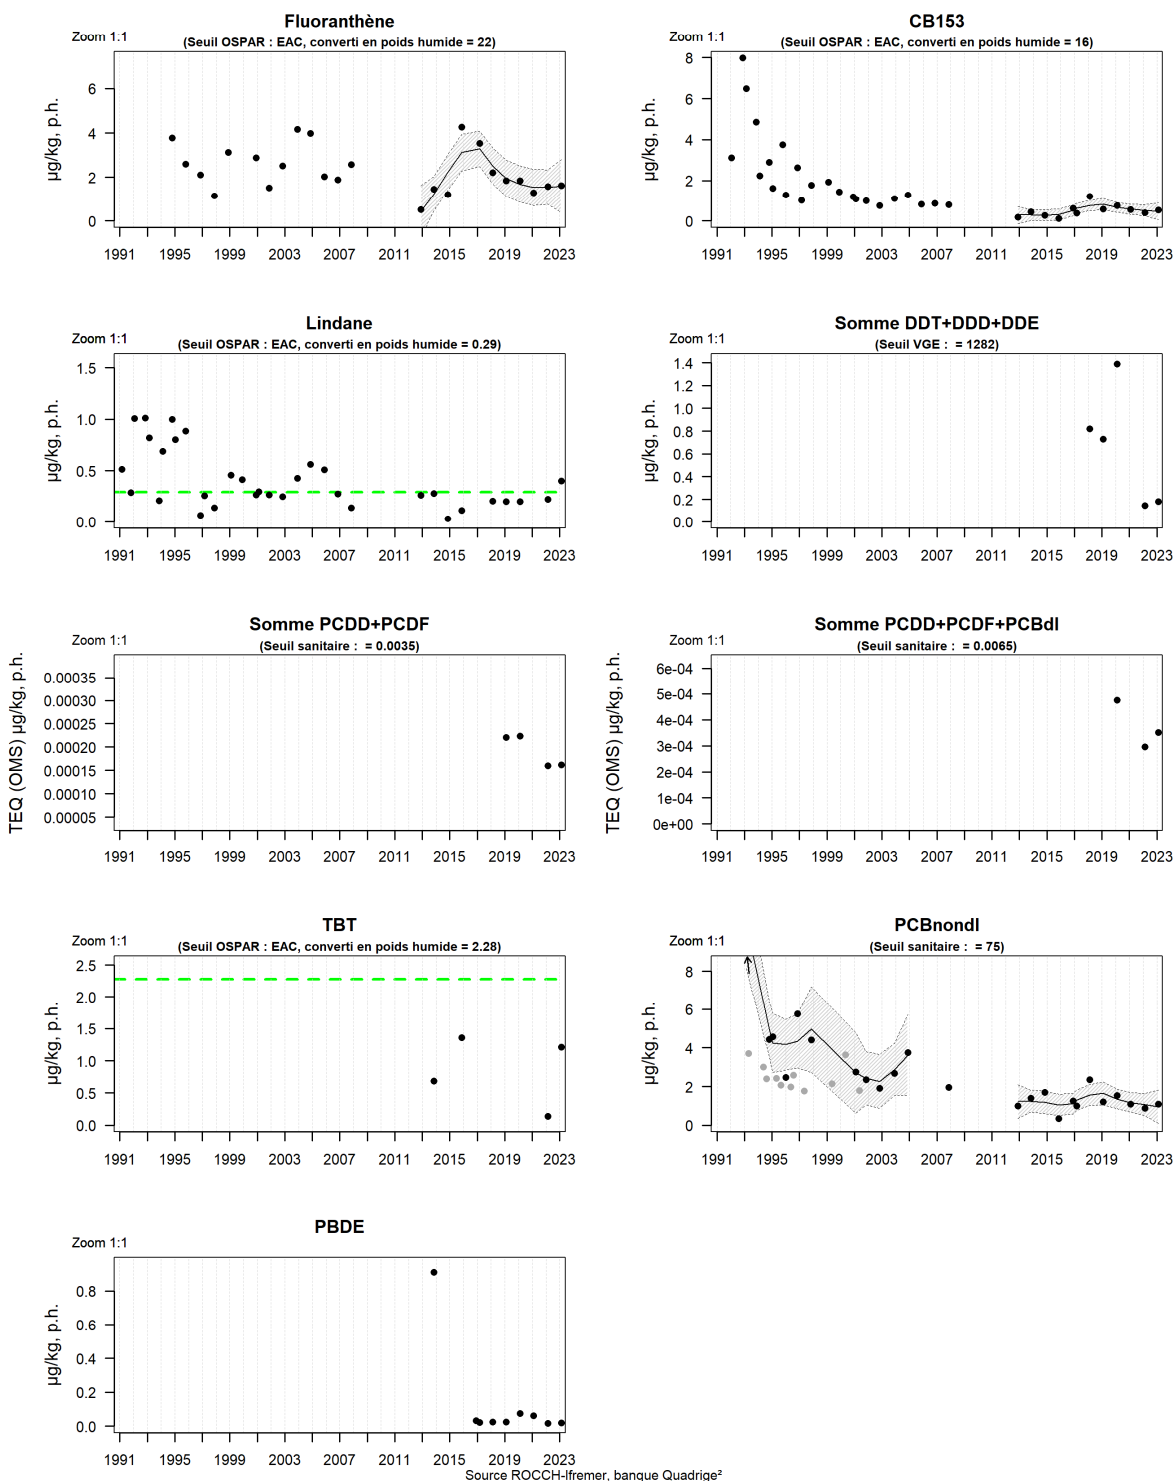 Fluoranthène
Zoom 1:1
(Seuil OSPAR : EAC, converti en poids humide = 22)
µg/kg, p.h.
6
4
2
0
1991 1995 1999 2003 2007 2011 2015 2019 2023
CB153
Zoom 1:1
(Seuil OSPAR : EAC, converti en poids humide = 16)
µg/kg, p.h.
8
6
4
2
0
1991 1995 1999 2003 2007 2011 2015 2019 2023
Lindane
Zoom 1:1
(Seuil OSPAR : EAC, converti en poids humide = 0.29)
µg/kg, p.h.
1.5
1.0
0.5
0.0
1991 1995 1999 2003 2007 2011 2015 2019 2023
Somme DDT+DDD+DDE
Zoom 1:1
(Seuil VGE : = 1282)
µg/kg, p.h.
1.4
1.2
1.0
0.8
0.6
0.4
0.2
0.0
1991 1995 1999 2003 2007 2011 2015 2019 2023
Somme PCDD+PCDF
Zoom 1:1
(Seuil sanitaire : = 0.0035)
TEQ (OMS) µg/kg, p.h.
0.00035
0.00030
0.00025
0.00020
0.00015
0.00010
0.00005
1991 1995 1999 2003 2007 2011 2015 2019 2023
Somme PCDD+PCDF+PCBdl
Zoom 1:1
(Seuil sanitaire : = 0.0065)
TEQ (OMS) µg/kg, p.h.
6e-04
5e-04
4e-04
3e-04
2e-04
1e-04
0e+00
1991 1995 1999 2003 2007 2011 2015 2019 2023
TBT
Zoom 1:1
(Seuil OSPAR : EAC, converti en poids humide = 2.28)
µg/kg, p.h.
2.5
2.0
1.5
1.0
0.5
0.0
1991 1995 1999 2003 2007 2011 2015 2019 2023
PCBnondl
Zoom 1:1
(Seuil sanitaire : = 75)
µg/kg, p.h.
8
6
4
2
0
1991 1995 1999 2003 2007 2011 2015 2019 2023
PBDE
Zoom 1:1
µg/kg, p.h.
0.8
0.6
0.4
0.2
0.0
1991 1995 1999 2003 2007 2011 2015 2019 2023
Source ROCCH-Ifremer, banque Quadrige²